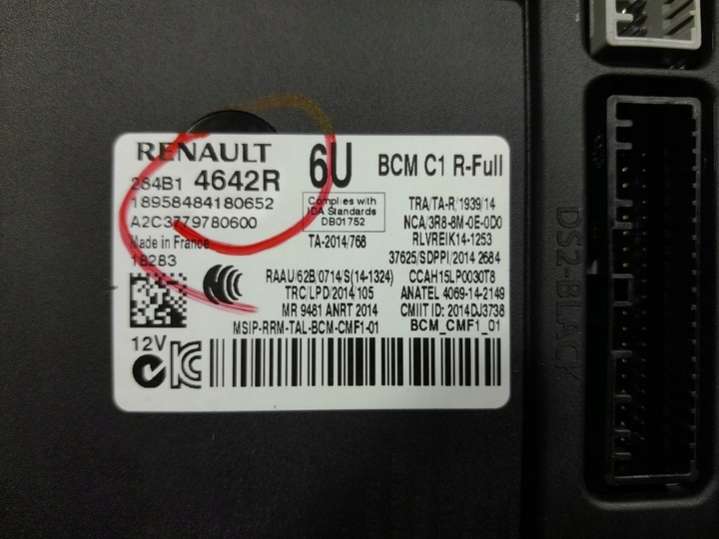 RENAULT
6U
BCM C1 R-Full
284B1 4642R
18958484180652
A2C3779780600
Made in France
18283
Complies with
IDA Standards
DB01752
TA-2014/768
TRA/TA-R/1939/14
NCA/3R8-8M-0E-0D0
RLVREIK14-1253
37625/SDPPI/2014 2684
RAAU/62B/0714/S(14-1324)
CCAH15LP0030T8
TRC/LPD/2014/105
ANATEL 4069-14-2149
MR 9481 ANRT 2014
CMIIT ID: 2014DJ3738
MSIP-RRM-TAL-BCM-CMF1-01
BCM_CMF1_01
12V
DS2-BLACK